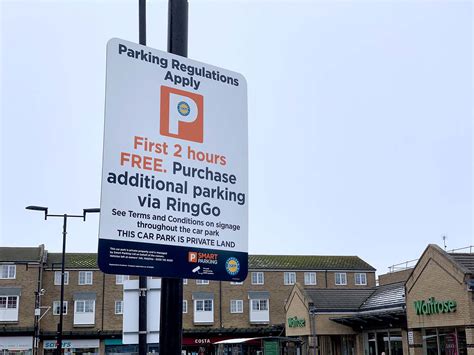 Parking Regulations
Apply
P
First 2 hours
FREE. Purchase
additional parking
via RingGo
See Terms and Conditions on signage
throughout the car park
THIS CAR PARK IS PRIVATE LAND
P SMART
PARKING
COSTA
Waitrose
Waitrose